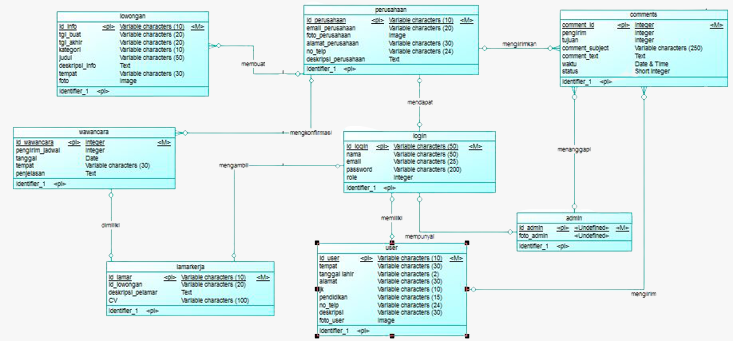 lowongan
id_info <pi> Variable characters (10) <M>
tgl_buat Variable characters (20)
tgl_akhir Variable characters (20)
kategori Variable characters (10)
judul Variable characters (50)
deskripsi_info Text
tempat Variable characters (30)
foto Image
Identifier_1 <pi>
perusahaan
id_perusahaan <pi> Variable characters (10) <M>
email_perusahaan Variable characters (20)
foto_perusahaan Image
alamat_perusahaan Variable characters (30)
no_telp Variable characters (24)
deskripsi_perusahaan Text
Identifier_1 <pi>
comments
comment_id <pi> Integer <M>
pengirim Integer
tujuan Integer
comment_subject Variable characters (250)
comment_text Text
waktu Date & Time
status Short integer
Identifier_1 <pi>
mengirimkan
membuat
mendapat
mengkonfirmasi
wawancara
id_wawancara <pi> Integer <M>
pengirim_jadwal Integer
tanggal Date
tempat Variable characters (30)
penjelasan Text
Identifier_1 <pi>
login
id_login <pi> Variable characters (50) <M>
nama Variable characters (50)
email Variable characters (25)
password Variable characters (200)
role Integer
Identifier_1 <pi>
mengambil
menanggapi
dimiliki
memiliki
mempunyai
admin
id_admin <pi> <Undefined> <M>
foto_admin <Undefined>
Identifier_1 <pi>
lamarkerja
id_lamar <pi> Variable characters (10) <M>
id_lowongan Variable characters (20)
deskripsi_pelamar Text
CV Variable characters (100)
Identifier_1 <pi>
user
id_user <pi> Variable characters (10) <M>
tempat Variable characters (30)
tanggal lahir Variable characters (2)
alamat Variable characters (30)
jk Variable characters (10)
pendidikan Variable characters (15)
no_telp Variable characters (24)
deskripsi Variable characters (30)
foto_user Image
Identifier_1 <pi>
mengirim